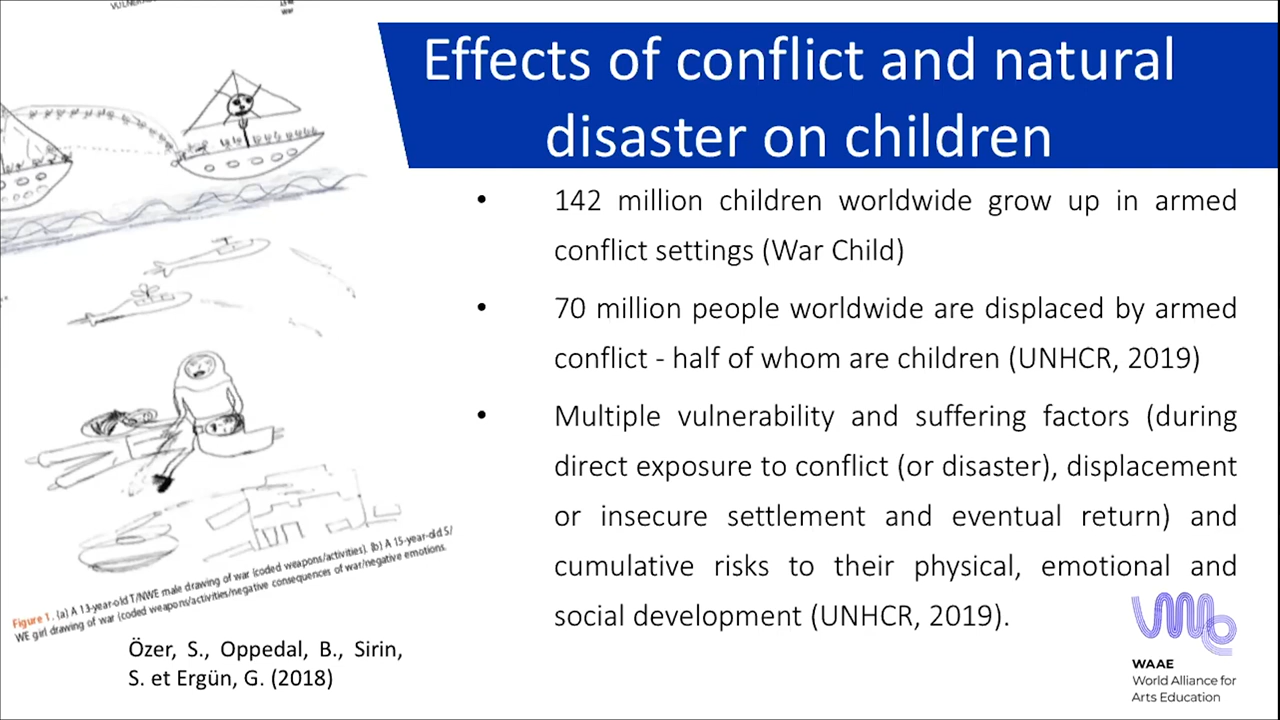 Effects of conflict and natural
disaster on children
• 142 million children worldwide grow up in armed
conflict settings (War Child)
• 70 million people worldwide are displaced by armed
conflict - half of whom are children (UNHCR, 2019)
• Multiple vulnerability and suffering factors (during
direct exposure to conflict (or disaster), displacement
or insecure settlement and eventual return) and
cumulative risks to their physical, emotional and
social development (UNHCR, 2019).
Figure 1. (a) A 13-year-old T/NWE male drawing of war (coded weapons/activities). (b) A 15-year-old S/
WE girl drawing of war (coded weapons/activities/negative consequences of war/negative emotions.
Özer, S., Oppedal, B., Sirin,
S. et Ergün, G. (2018)
WAAE
World Alliance for
Arts Education